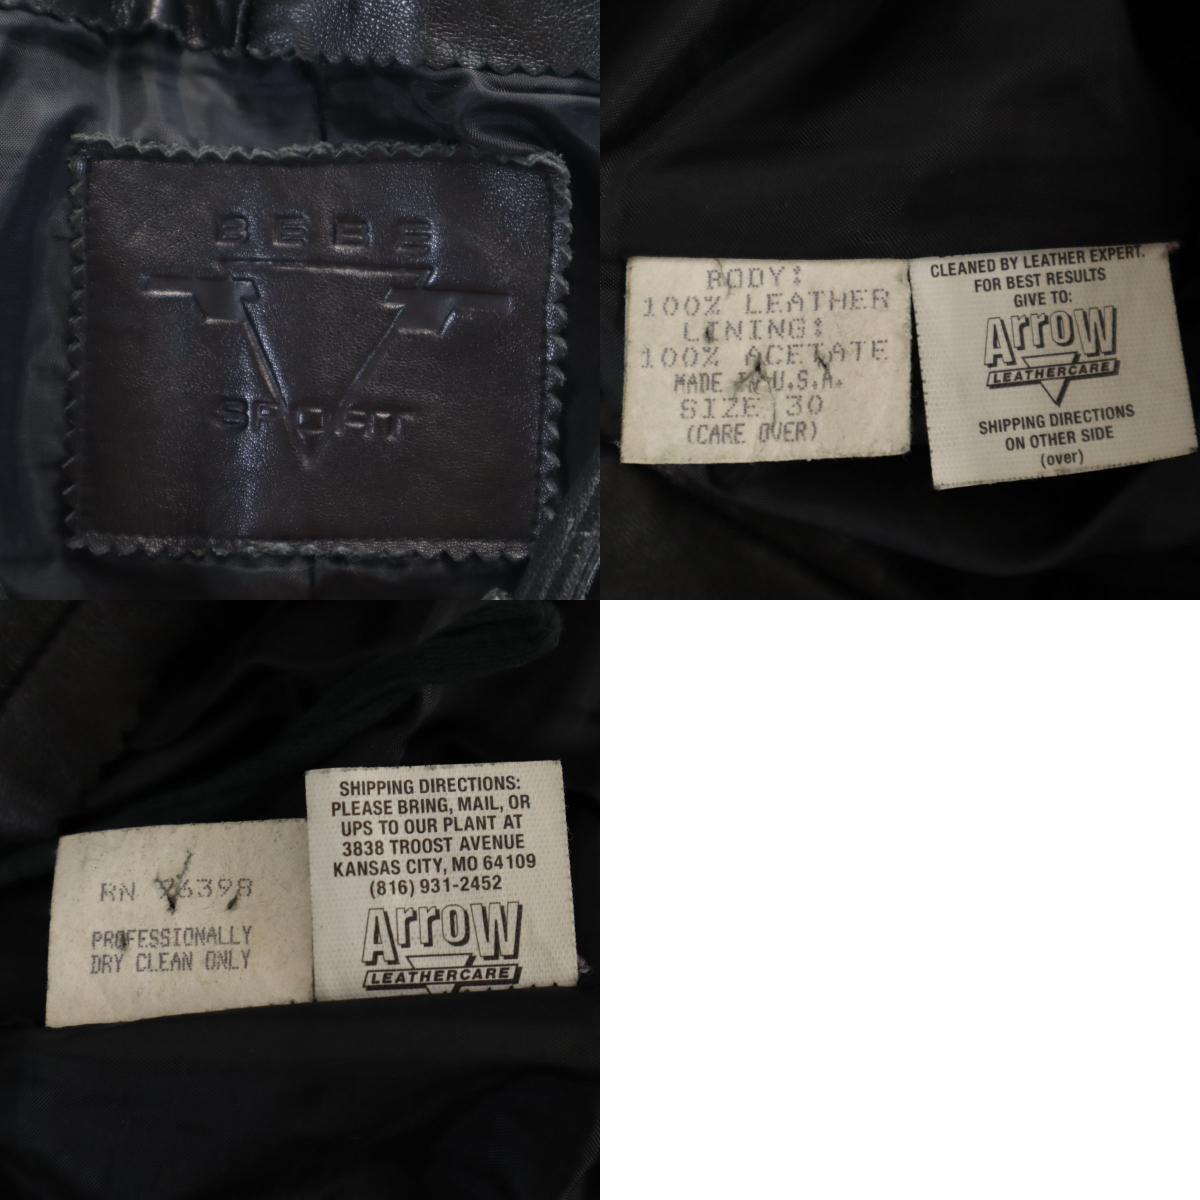 BEBE
SPORT
BODY:
100% LEATHER
LINING:
100% ACETATE
MADE IN U.S.A.
SIZE 30
(CARE OVER)
CLEANED BY LEATHER EXPERT.
FOR BEST RESULTS
GIVE TO:
ArroW
LEATHERCARE
SHIPPING DIRECTIONS
ON OTHER SIDE
(over)
RN
PROFESSIONALLY
DRY CLEAN ONLY
SHIPPING DIRECTIONS:
PLEASE BRING, MAIL, OR
UPS TO OUR PLANT AT
3838 TROOST AVENUE
KANSAS CITY, MO 64109
(816) 931-2452
ArroW
LEATHERCARE